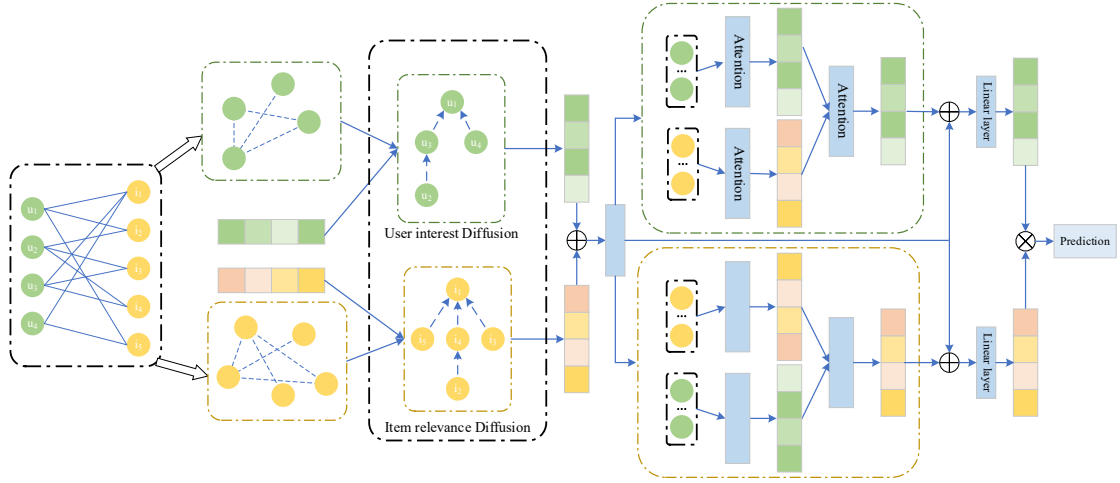 u₁
u₂
u₃
u₄
i₁
i₂
i₃
i₄
i₅
u₁
u₃
u₄
u₂
User interest Diffusion
i₅
i₄
i₃
i₂
Item relevance Diffusion
...
Attention
...
Attention
Attention
...
...
Linear layer
Linear layer
Prediction